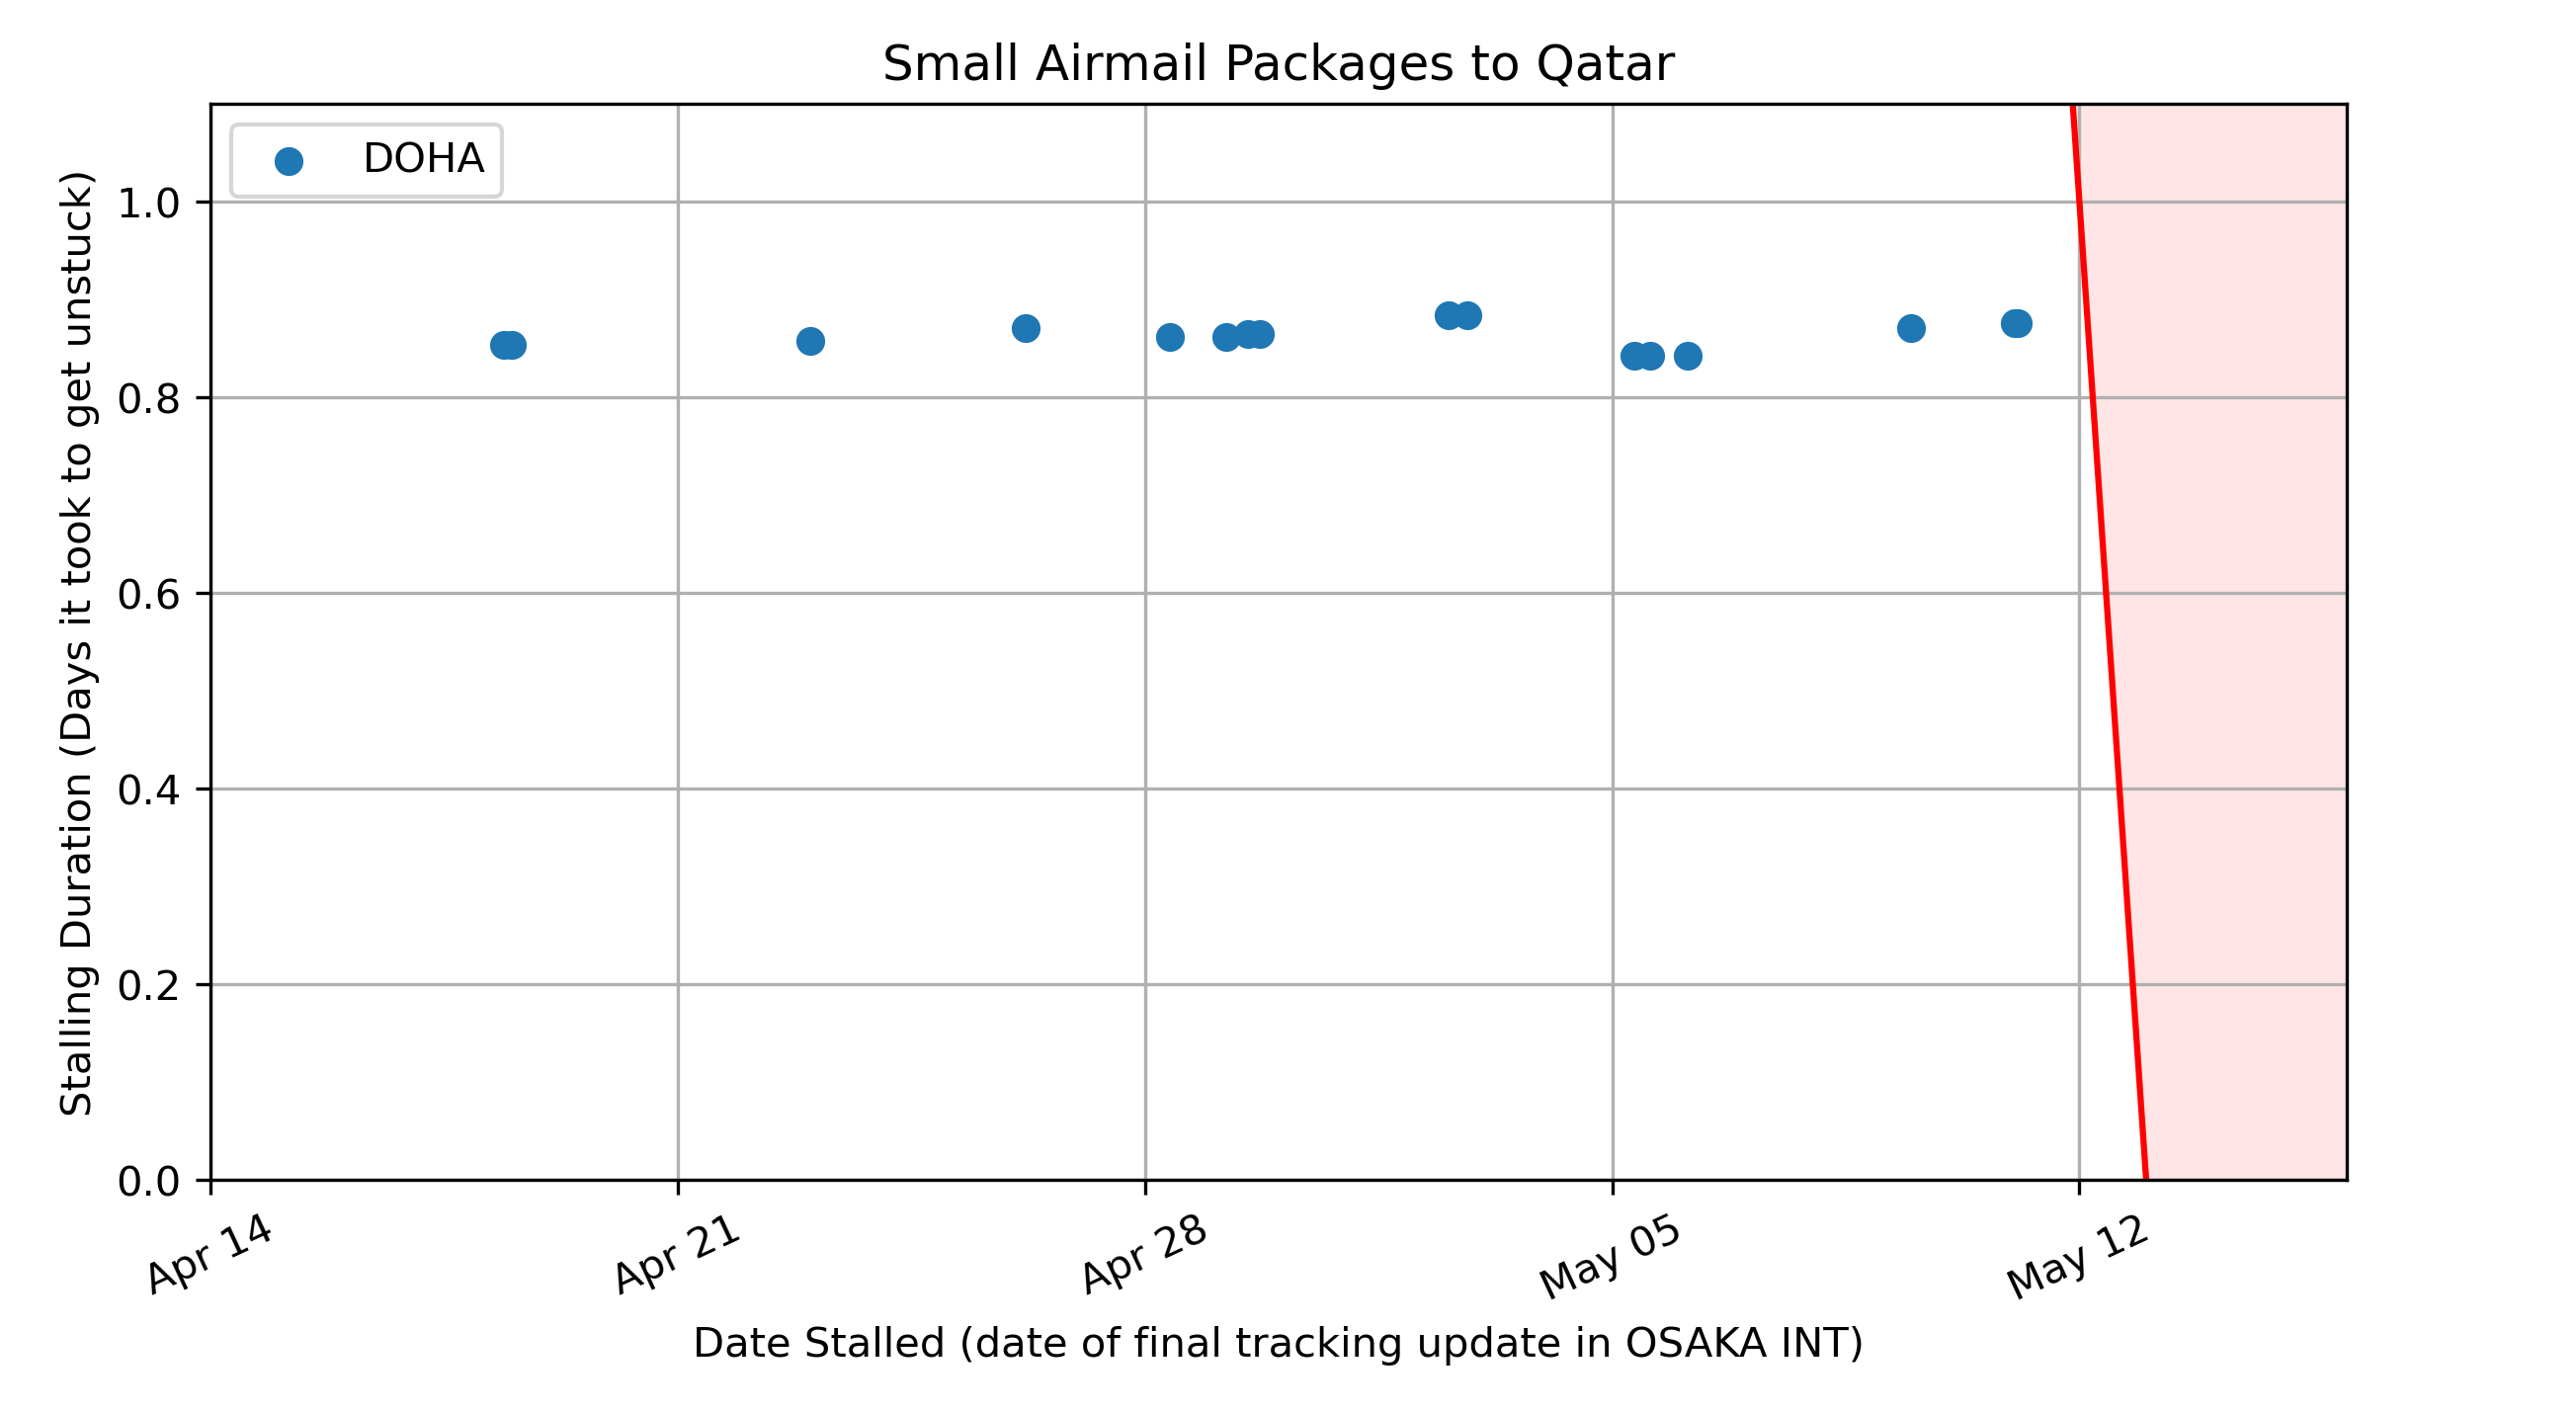 Small Airmail Packages to Qatar
DOHA
Stalling Duration (Days it took to get unstuck)
1.0
0.8
0.6
0.4
0.2
0.0
Apr 14
Apr 21
Apr 28
May 05
May 12
Date Stalled (date of final tracking update in OSAKA INT)